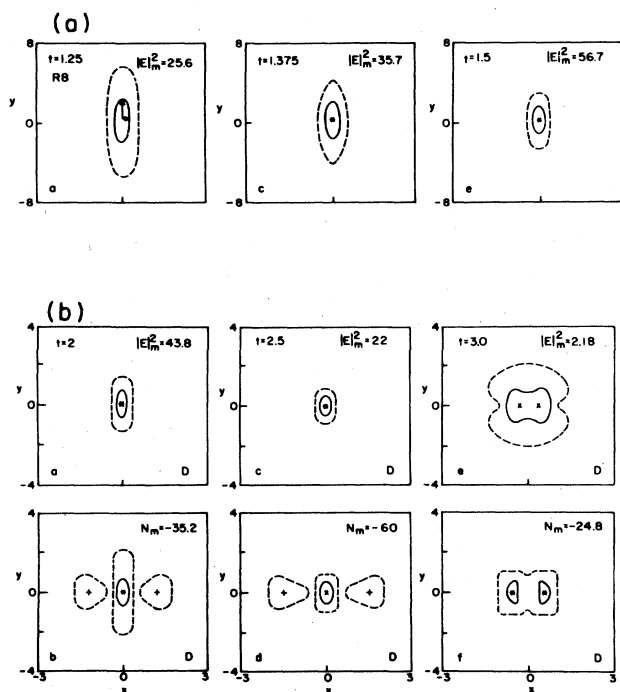 (a)
t=1.25 |E|²ₘ=25.6
R8
t=1.375 |E|²ₘ=35.7
t=1.5 |E|²ₘ=56.7
8
y 0
-8
a
8
y 0
-8
c
8
y 0
-8
e
(b)
t=2 |E|²ₘ=43.8
t=2.5 |E|²ₘ=22
t=3.0 |E|²ₘ=2.18
4
y 0
-4
a D
4
y 0
-4
c D
4
y 0
-4
e D
Nₘ=-35.2
Nₘ=-60
Nₘ=-24.8
4
y 0
-4
b D
4
y 0
-4
d D
4
y 0
-4
f D
-3 0 3
x
-3 0 3
x
-3 0 3
x